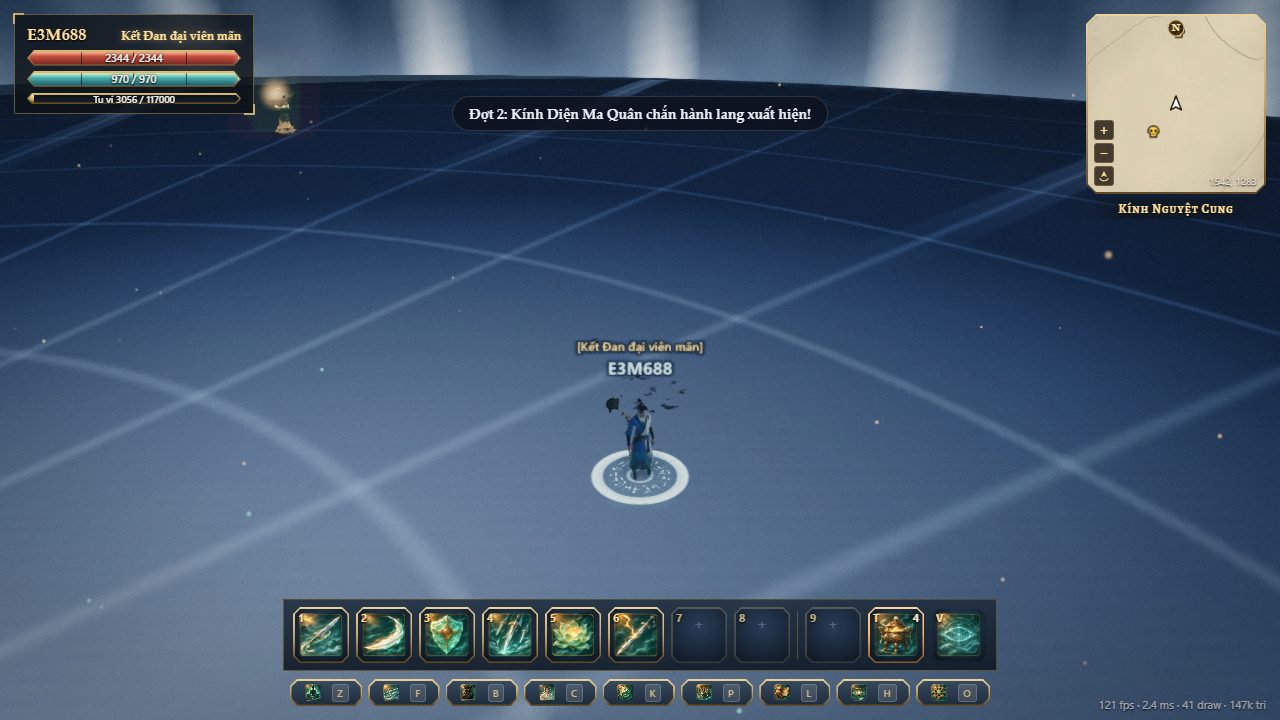 E3M688
Kết Đan đại viên mãn
2344 / 2344
970 / 970
Tu vi 3056 / 117000
Đợt 2: Kính Diện Ma Quân chắn hành lang xuất hiện!
N
+
−
1542, 1283
Kính Nguyệt Cung
[Kết Đan đại viên mãn]
E3M688
1 2 3 4 5 6 7 8 9 T 4 V
+ + +
Z F B C K P L H O
121 fps · 2.4 ms · 41 draw · 147k tri